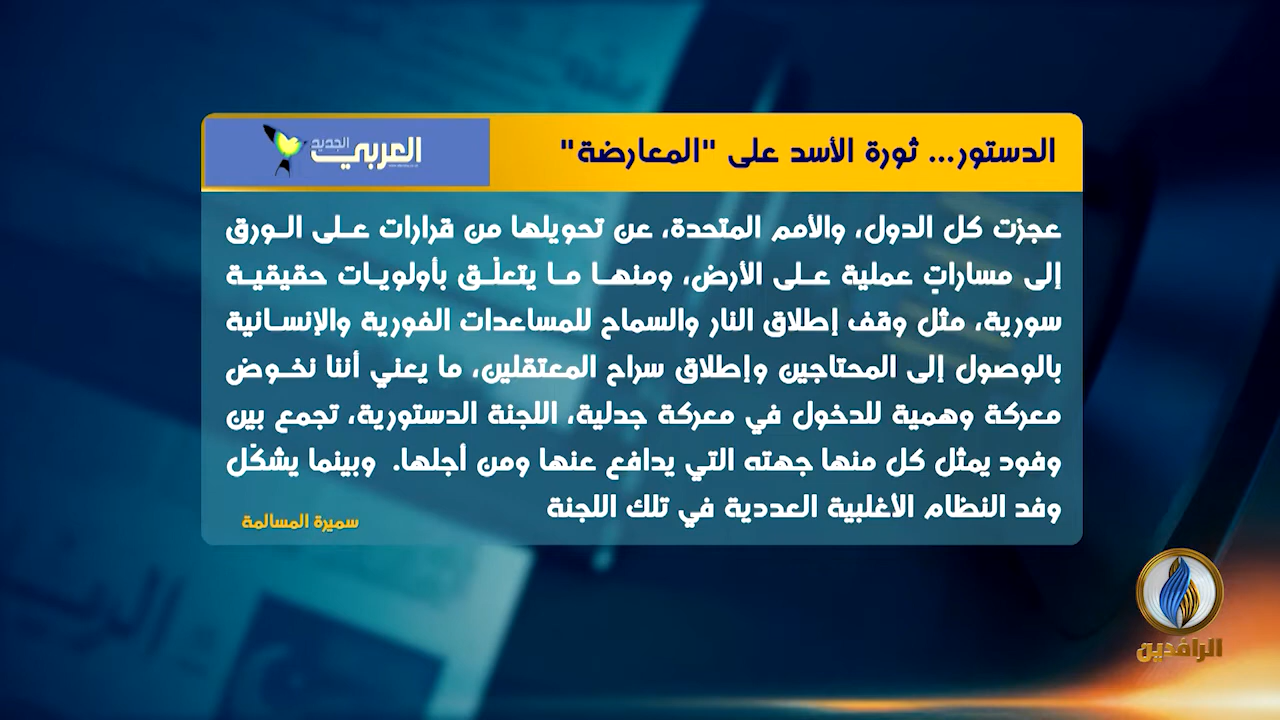 الدستور... ثورة الأسد على "المعارضة"
العربي الجديد
عجزت كل الدول، والأمم المتحدة، عن تحويلها من قرارات على الورق
إلى مساراتٍ عملية على الأرض، ومنها ما يتعلّق بأولويات حقيقية
سورية، مثل وقف إطلاق النار والسماح للمساعدات الفورية والإنسانية
بالوصول إلى المحتاجين وإطلاق سراح المعتقلين، ما يعني أننا نخوض
معركة وهمية للدخول في معركة جدلية، اللجنة الدستورية، تجمع بين
وفود يمثل كل منها جهته التي يدافع عنها ومن أجلها. وبينما يشكّل
وفد النظام الأغلبية العددية في تلك اللجنة
سميرة المسالمة
الرافدين